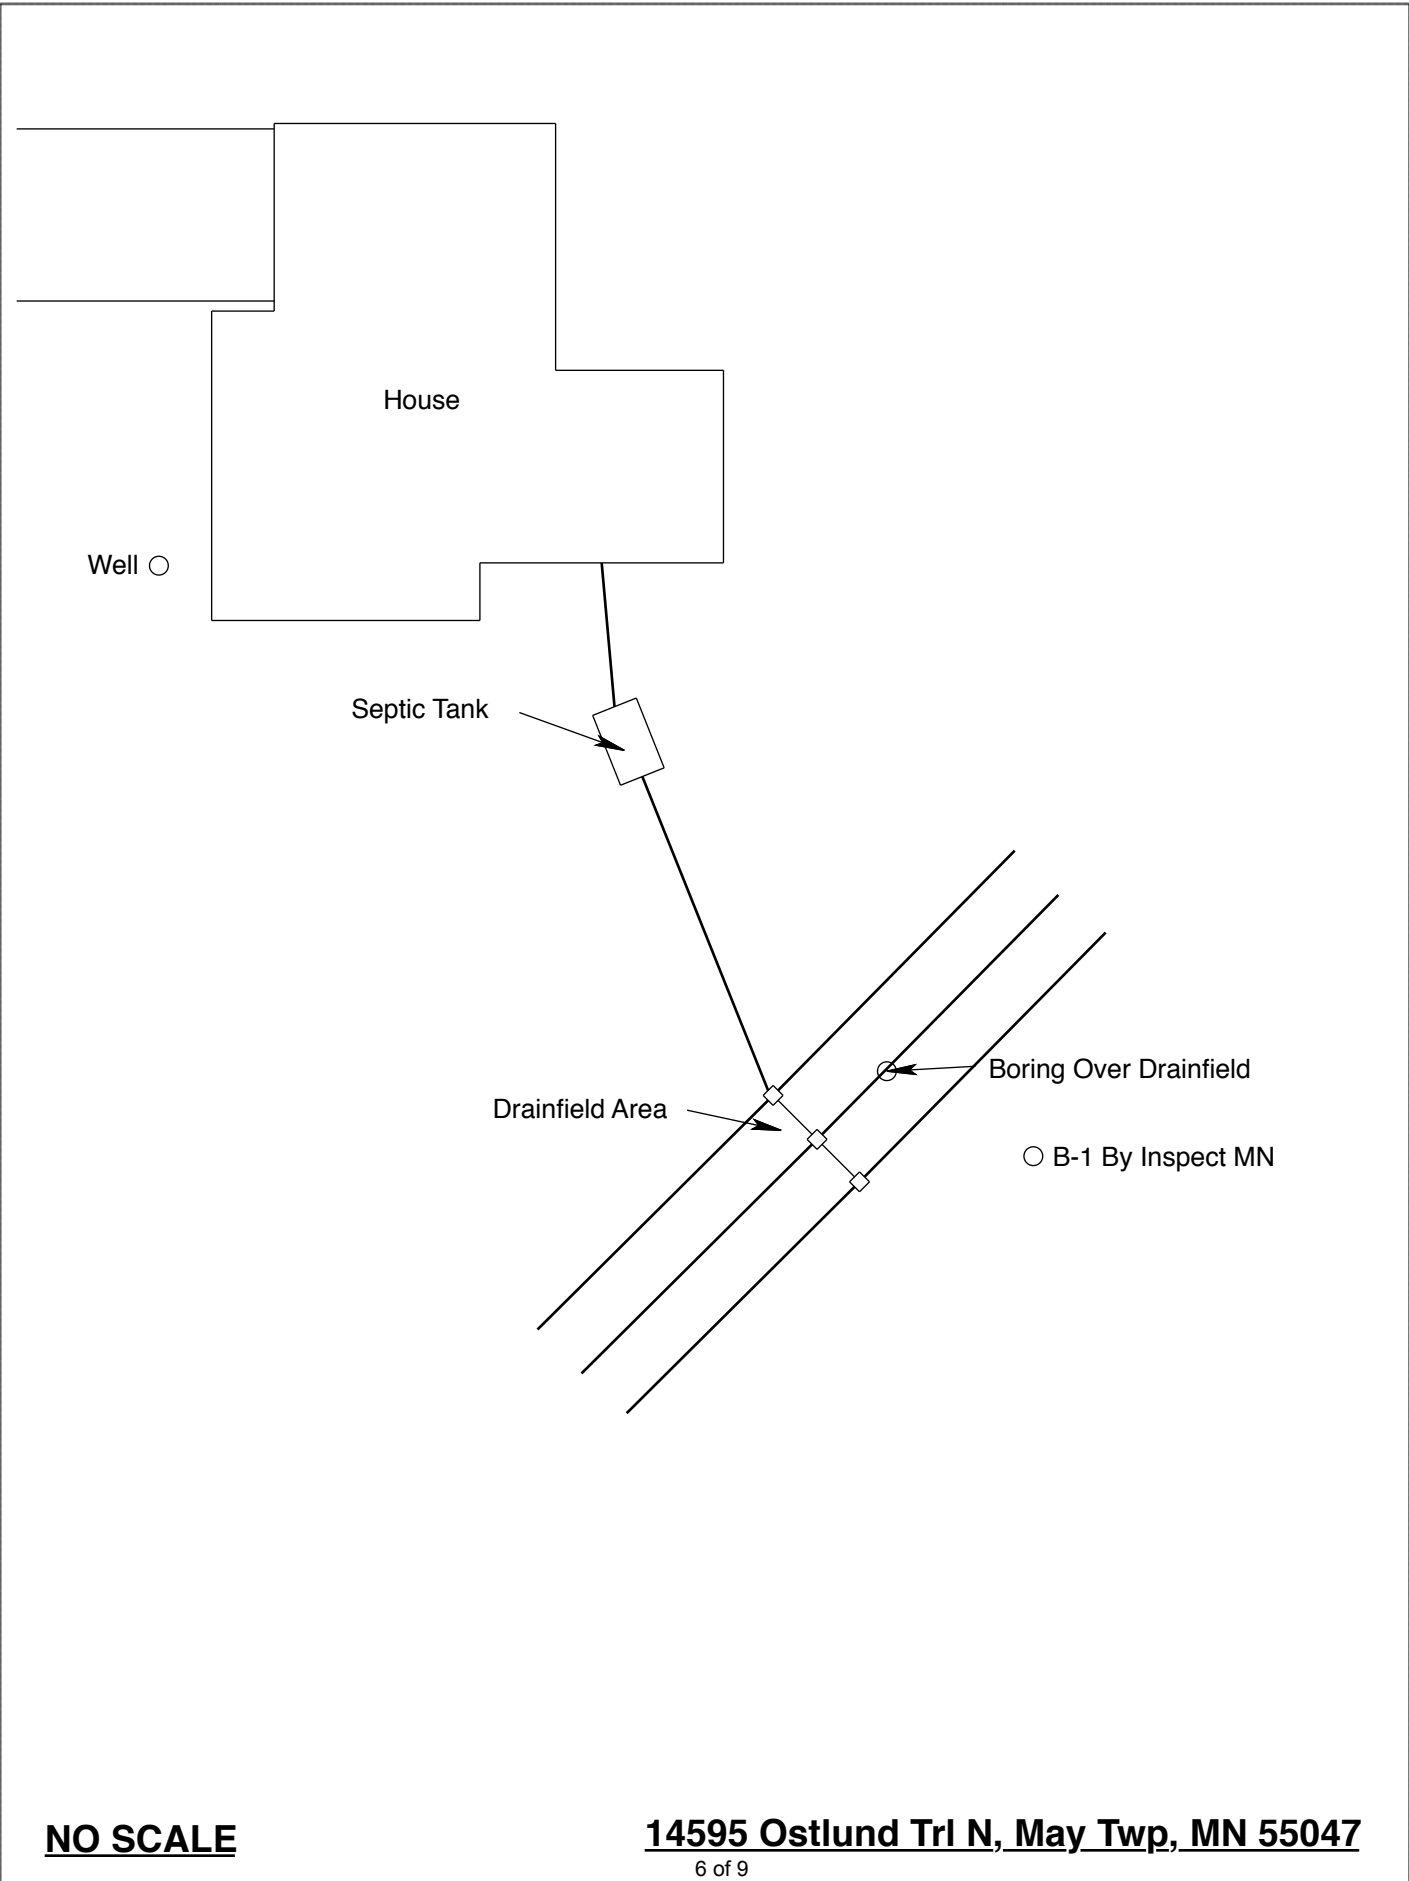 House
Well
Septic Tank
Boring Over Drainfield
Drainfield Area
B-1 By Inspect MN
NO SCALE
14595 Ostlund Trl N, May Twp, MN 55047
6 of 9